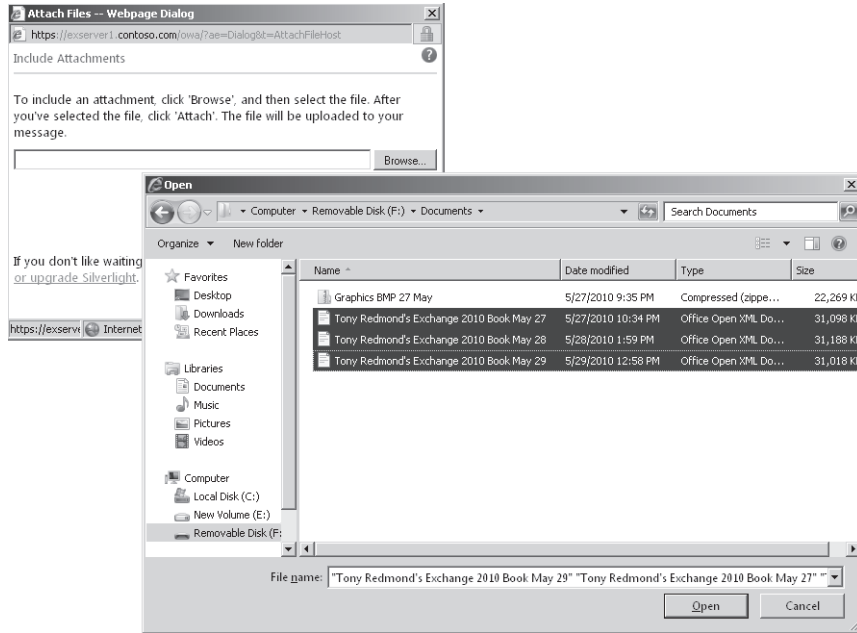 Attach Files -- Webpage Dialog
https://exserver1.contoso.com/owa/?ae=Dialog&t=AttachFileHost
Include Attachments
To include an attachment, click 'Browse', and then select the file. After
you've selected the file, click 'Attach'. The file will be uploaded to your
message.
Browse...
If you don't like waiting
or upgrade Silverlight.
https://exserve Internet
Open
Computer Removable Disk (F:) Documents
Search Documents
Organize New folder
Name Date modified Type Size
Graphics BMP 27 May 5/27/2010 9:35 PM Compressed (zippe... 22,269 K
Tony Redmond's Exchange 2010 Book May 27 5/27/2010 10:34 PM Office Open XML Do... 31,098 K
Tony Redmond's Exchange 2010 Book May 28 5/28/2010 1:59 PM Office Open XML Do... 31,188 K
Tony Redmond's Exchange 2010 Book May 29 5/29/2010 12:58 PM Office Open XML Do... 31,018 K
Favorites
Desktop
Downloads
Recent Places
Libraries
Documents
Music
Pictures
Videos
Computer
Local Disk (C:)
New Volume (E:)
Removable Disk (F:
File name: "Tony Redmond's Exchange 2010 Book May 29" "Tony Redmond's Exchange 2010 Book May 27" "
Open Cancel